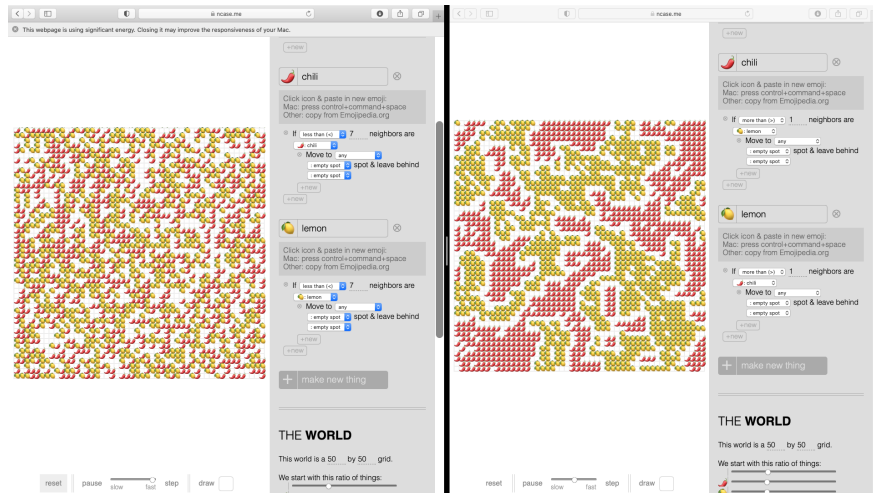 ncase.me
This webpage is using significant energy. Closing it may improve the responsiveness of your Mac.
+new
chili
Click icon & paste in new emoji:
Mac: press control+command+space
Other: copy from Emojipedia.org
If less than (<) 7 neighbors are
: chili
Move to any
: empty spot spot & leave behind
: empty spot
+new
+new
lemon
Click icon & paste in new emoji:
Mac: press control+command+space
Other: copy from Emojipedia.org
If less than (<) 7 neighbors are
: lemon
Move to any
: empty spot spot & leave behind
: empty spot
+new
+new
+ make new thing
THE WORLD
This world is a 50 by 50 grid.
We start with this ratio of things:
reset pause slow fast step draw
ncase.me
+new
chili
Click icon & paste in new emoji:
Mac: press control+command+space
Other: copy from Emojipedia.org
If more than (>) 1 neighbors are
: lemon
Move to any
: empty spot spot & leave behind
: empty spot
+new
+new
lemon
Click icon & paste in new emoji:
Mac: press control+command+space
Other: copy from Emojipedia.org
If more than (>) 1 neighbors are
: chili
Move to any
: empty spot spot & leave behind
: empty spot
+new
+new
+ make new thing
THE WORLD
This world is a 50 by 50 grid.
We start with this ratio of things:
reset pause slow fast step draw